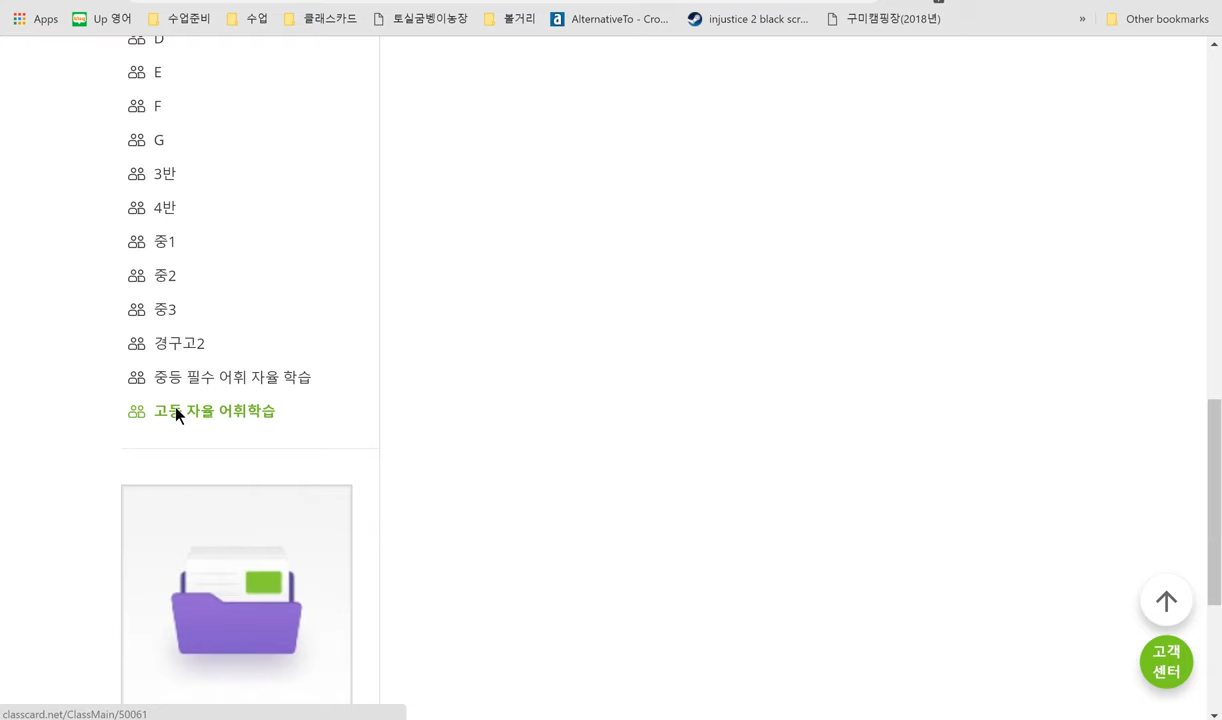 Apps
Up 영어
수업준비
수업
클래스카드
토실굼벵이농장
볼거리
AlternativeTo - Cro...
injustice 2 black scr...
구미캠핑장(2018년)
»
Other bookmarks
D
E
F
G
3반
4반
중1
중2
중3
경구고2
중등 필수 어휘 자율 학습
고등 자율 어휘학습
고객
센터
classcard.net/ClassMain/50061